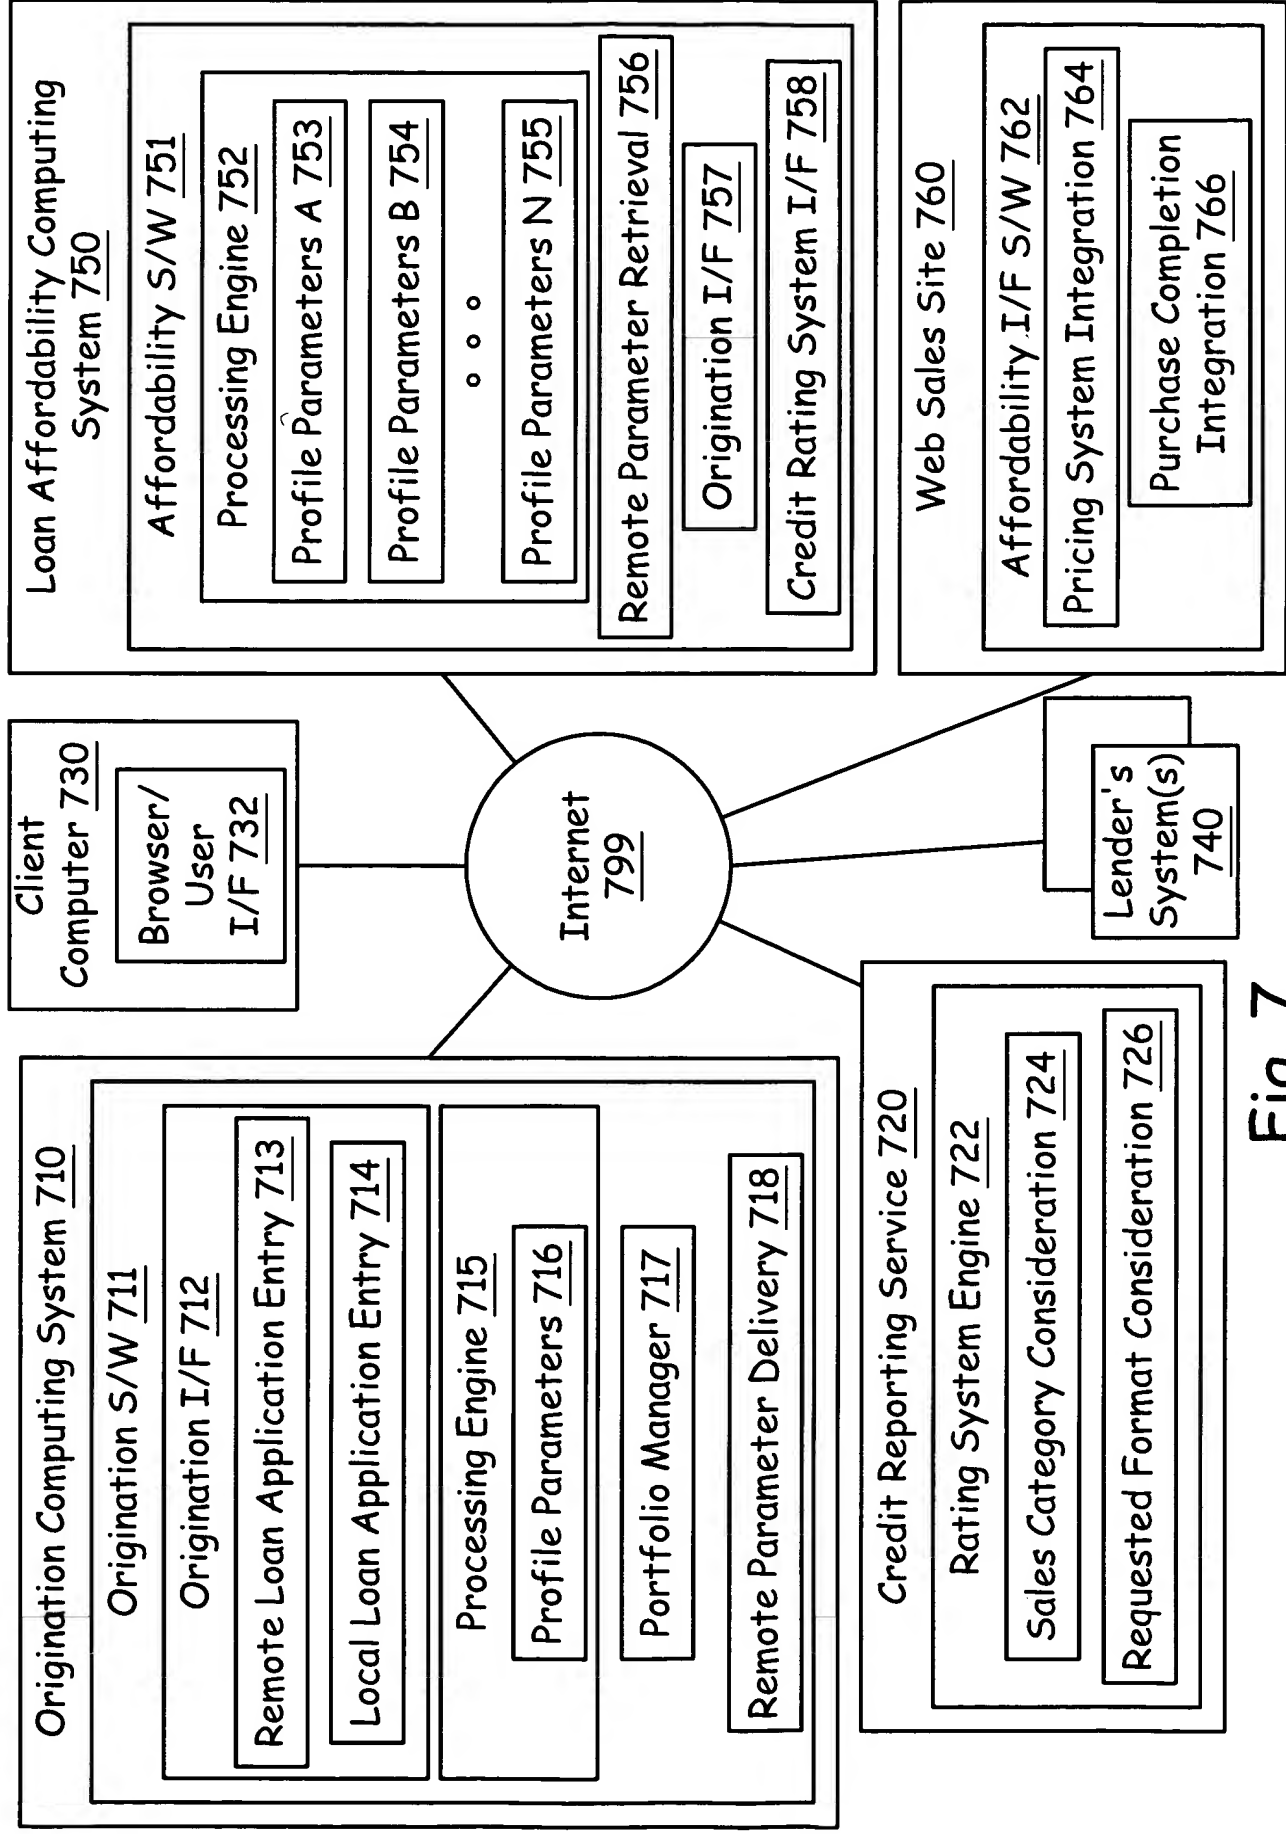 Origination Computing System 710
Origination S/W 711
Origination I/F 712
Remote Loan Application Entry 713
Local Loan Application Entry 714
Processing Engine 715
Profile Parameters 716
Portfolio Manager 717
Remote Parameter Delivery 718
Credit Reporting Service 720
Rating System Engine 722
Sales Category Consideration 724
Requested Format Consideration 726
Client
Computer 730
Browser/
User
I/F 732
Internet
799
Lender's
System(s)
740
Loan Affordability Computing
System 750
Affordability S/W 751
Processing Engine 752
Profile Parameters A 753
Profile Parameters B 754
Profile Parameters N 755
Remote Parameter Retrieval 756
Origination I/F 757
Credit Rating System I/F 758
Web Sales Site 760
Affordability I/F S/W 762
Pricing System Integration 764
Purchase Completion
Integration 766
Fig. 7